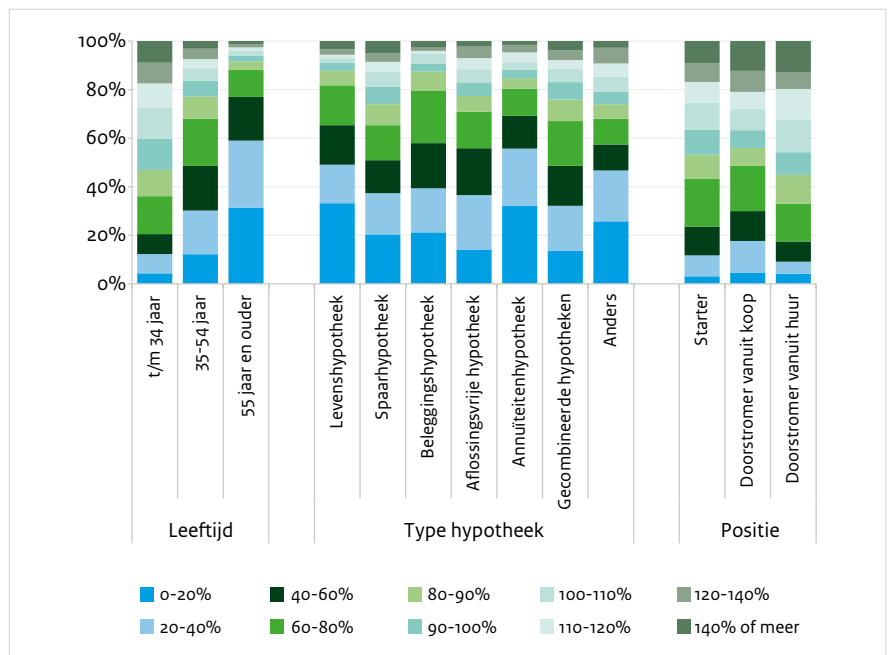 100%
80%
60%
40%
20%
0%
t/m 34 jaar
35-54 jaar
55 jaar en ouder
Levenshypotheek
Spaarhypotheek
Beleggingshypotheek
Aflossingsvrije hypotheek
Annuïteitenhypotheek
Gecombineerde hypotheken
Anders
Starter
Doorstromer vanuit koop
Doorstromer vanuit huur
Leeftijd
Type hypotheek
Positie
0-20%
40-60%
80-90%
100-110%
120-140%
20-40%
60-80%
90-100%
110-120%
140% of meer